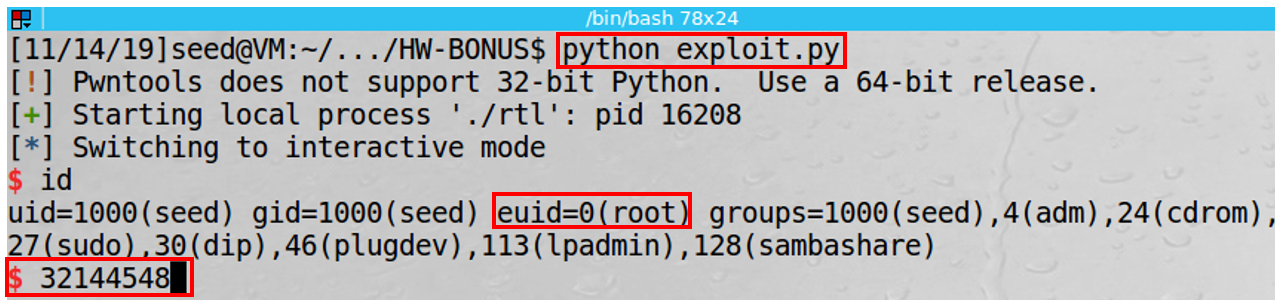 /bin/bash 78x24
[11/14/19]seed@VM:~/.../HW-BONUS$ python exploit.py
[!] Pwntools does not support 32-bit Python.  Use a 64-bit release.
[+] Starting local process './rtl': pid 16208
[*] Switching to interactive mode
$ id
uid=1000(seed) gid=1000(seed) euid=0(root) groups=1000(seed),4(adm),24(cdrom),
27(sudo),30(dip),46(plugdev),113(lpadmin),128(sambashare)
$ 32144548